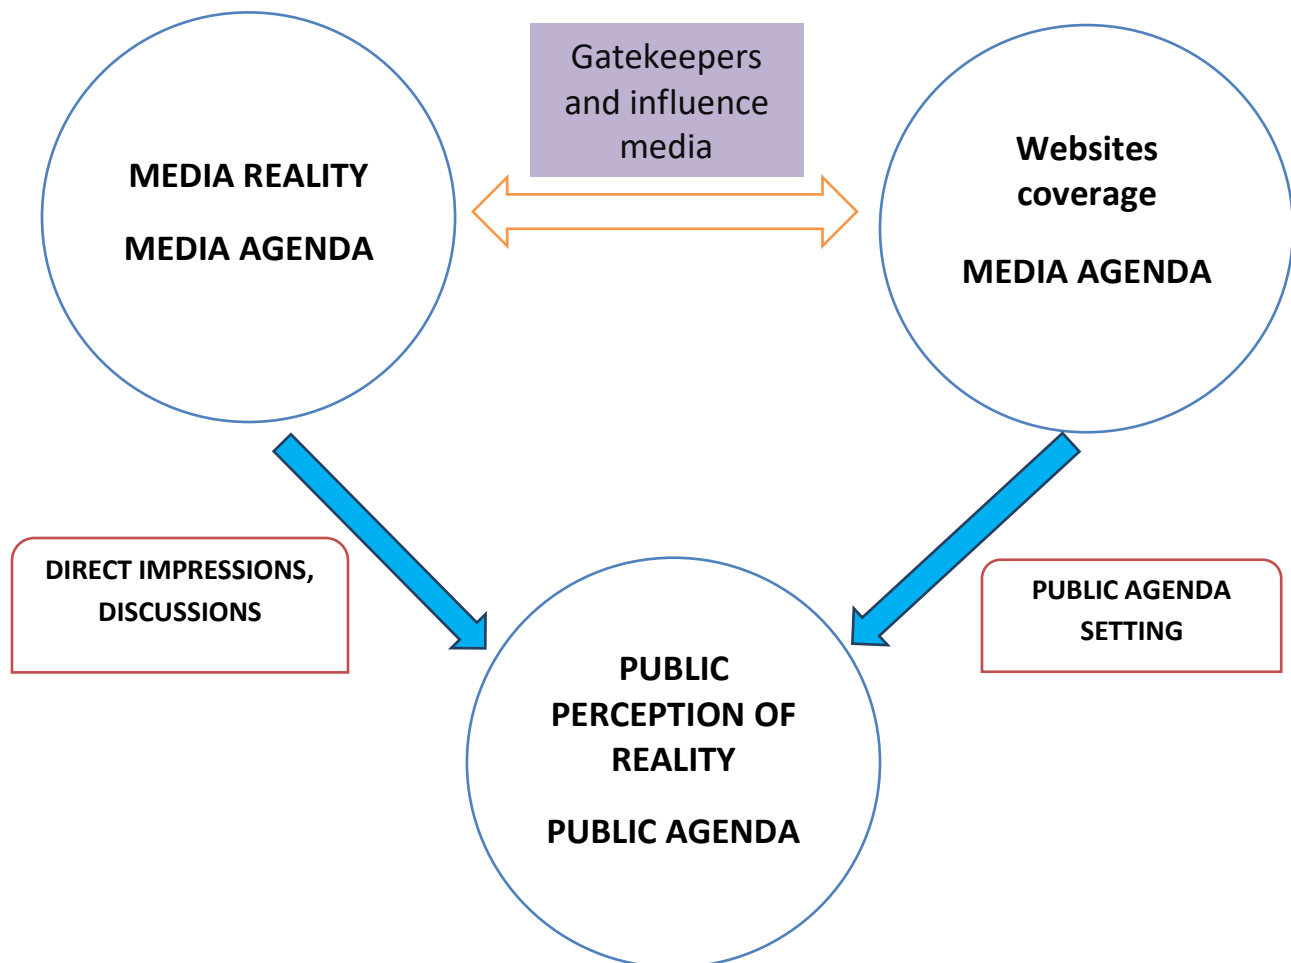 Gatekeepers
and influence
media
MEDIA REALITY
MEDIA AGENDA
Websites
coverage
MEDIA AGENDA
DIRECT IMPRESSIONS,
DISCUSSIONS
PUBLIC AGENDA
SETTING
PUBLIC
PERCEPTION OF
REALITY
PUBLIC AGENDA